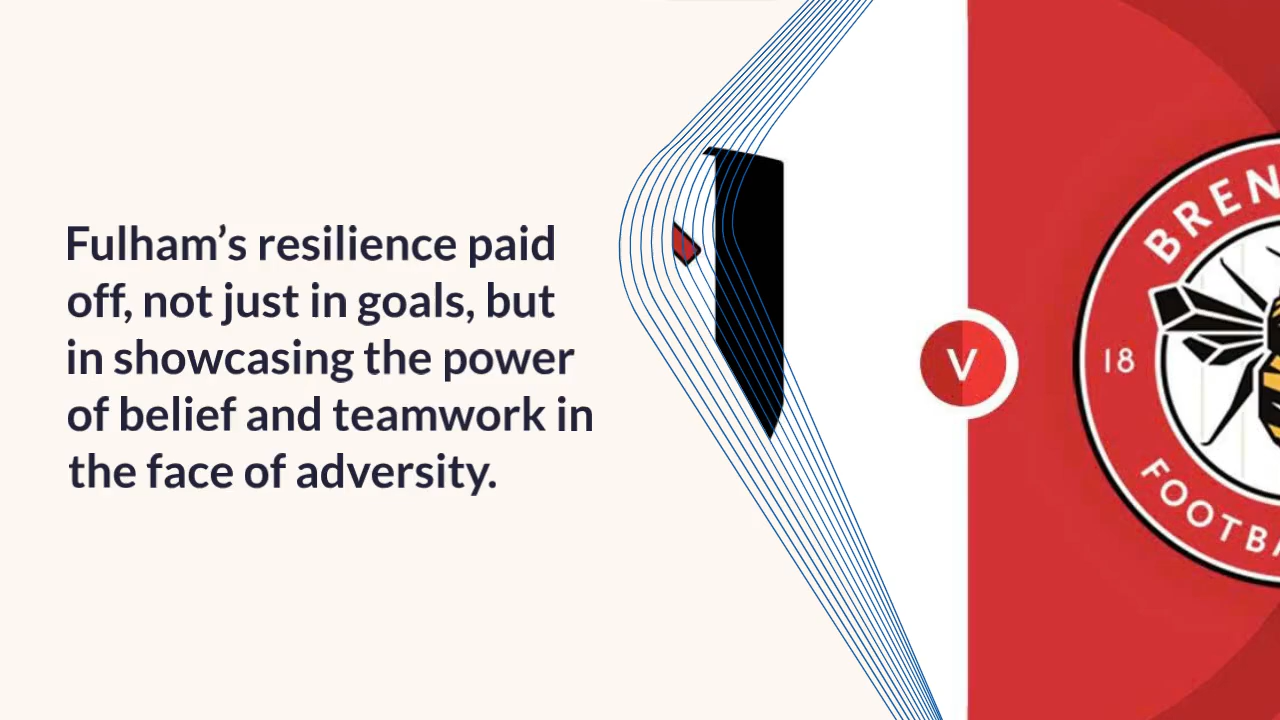 Fulham’s resilience paid
off, not just in goals, but
in showcasing the power
of belief and teamwork in
the face of adversity.
V
BREN
18
FOOTBA